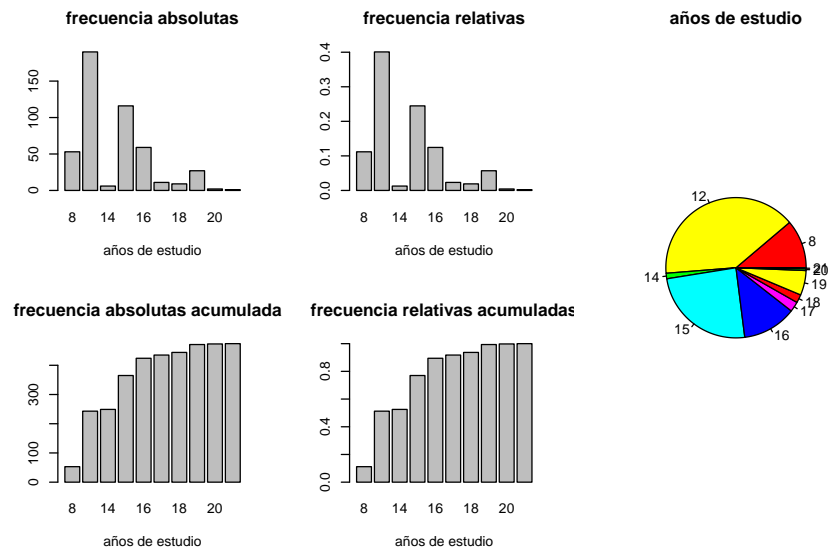 frecuencia absolutas
0 50 100 150
8 14 16 18 20
años de estudio
frecuencia relativas
0.0 0.1 0.2 0.3 0.4
8 14 16 18 20
años de estudio
años de estudio
8
12
14
15
16
17
18
19
20
21
frecuencia absolutas acumulada
0 100 300
8 14 16 18 20
años de estudio
frecuencia relativas acumuladas
0.0 0.4 0.8
8 14 16 18 20
años de estudio